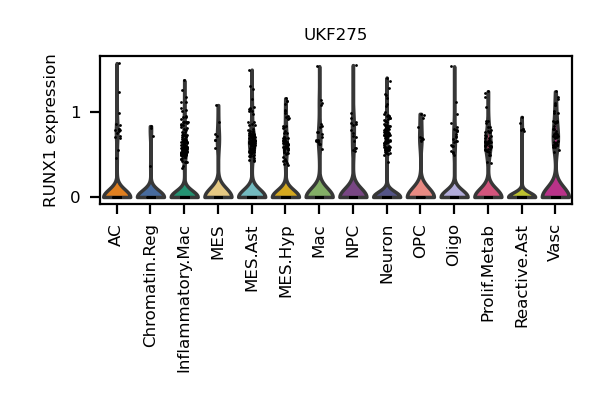 UKF275
RUNX1 expression
1
0
AC
Chromatin.Reg
Inflammatory.Mac
MES
MES.Ast
MES.Hyp
Mac
NPC
Neuron
OPC
Oligo
Prolif.Metab
Reactive.Ast
Vasc